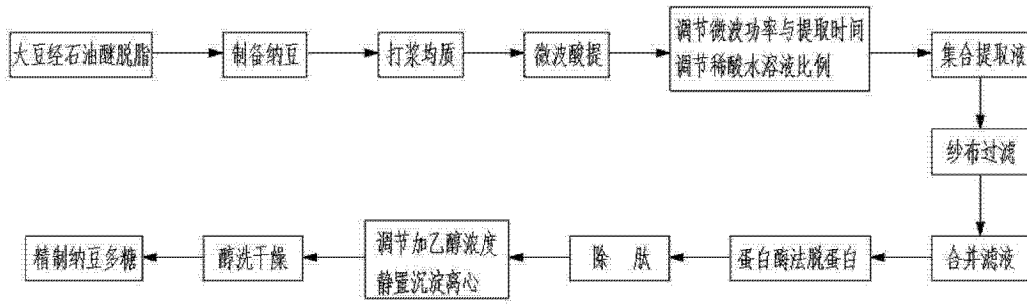 大豆经石油醚脱脂
制备纳豆
打浆均质
微波酸提
调节微波功率与提取时间
调节稀酸水溶液比例
集合提取液
纱布过滤
合并滤液
蛋白酶法脱蛋白
除 肽
调节加乙醇浓度
静置沉淀离心
醇洗干燥
精制纳豆多糖